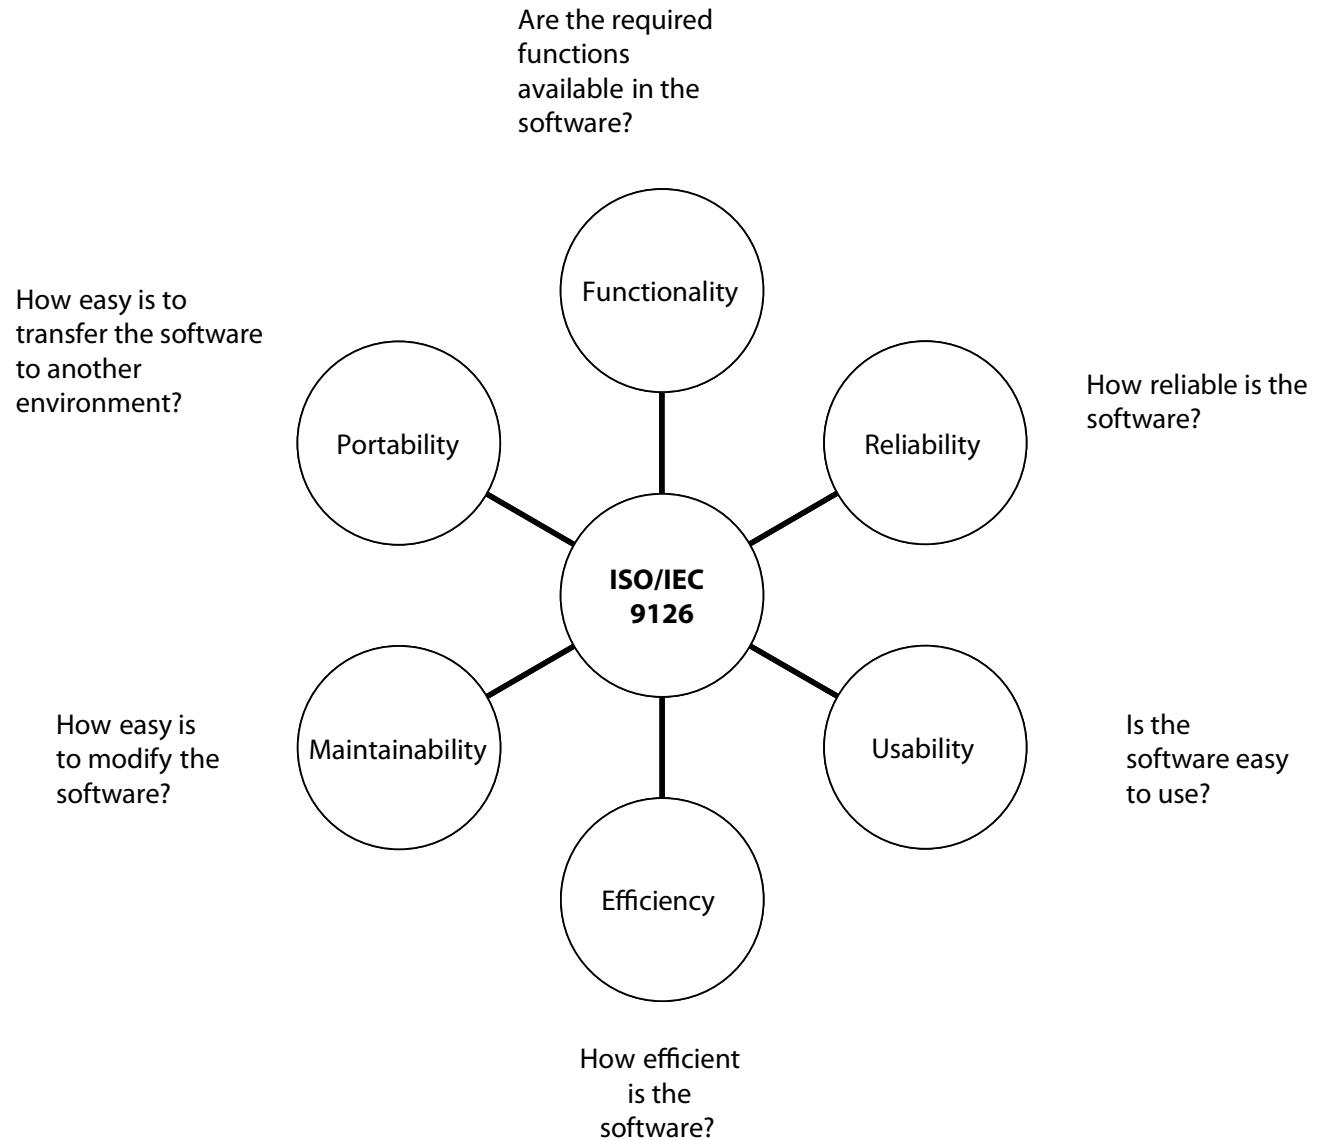 Are the required
functions
available in the
software?
Functionality
How easy is to
transfer the software
to another
environment?
Portability
Reliability
How reliable is the
software?
ISO/IEC
9126
How easy is
to modify the
software?
Maintainability
Usability
Is the
software easy
to use?
Efficiency
How efficient
is the
software?